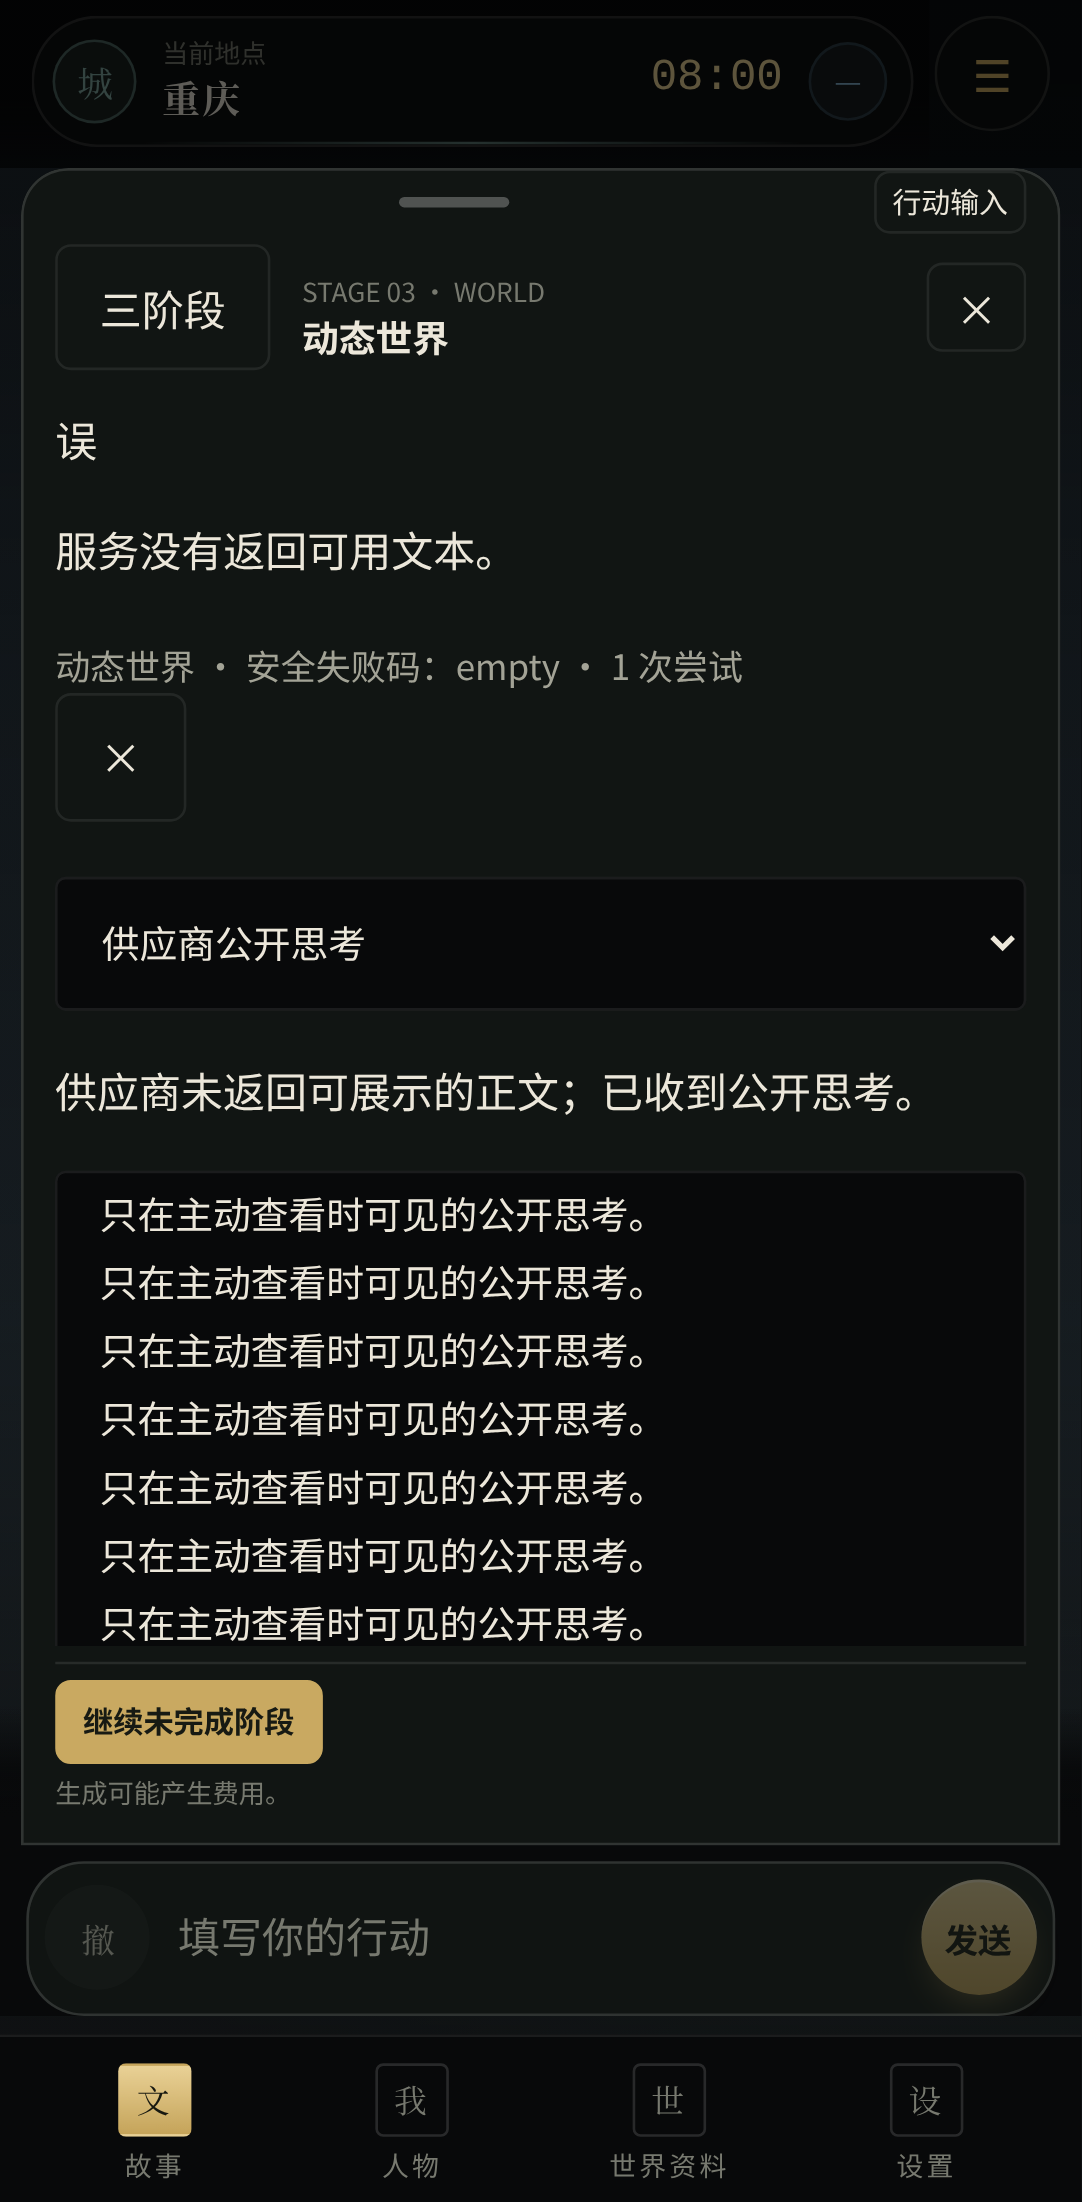 城
当前地点
重庆
08:00
行动输入
三阶段
STAGE 03 · WORLD
动态世界
误
服务没有返回可用文本。
动态世界 · 安全失败码：empty · 1 次尝试
供应商公开思考
供应商未返回可展示的正文；已收到公开思考。
只在主动查看时可见的公开思考。
只在主动查看时可见的公开思考。
只在主动查看时可见的公开思考。
只在主动查看时可见的公开思考。
只在主动查看时可见的公开思考。
只在主动查看时可见的公开思考。
只在主动查看时可见的公开思考。
继续未完成阶段
生成可能产生费用。
撤
填写你的行动
发送
文
故事
我
人物
世
世界资料
设
设置